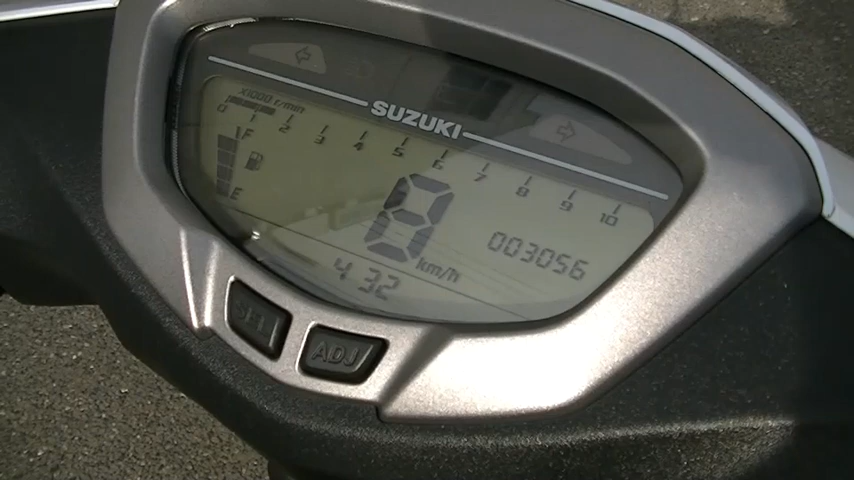 SUZUKI
X1000 r/min
0 1 2 3 4 5 6 7 8 9 10
F
E
8 km/h
003056
4 32
SEL
ADJ